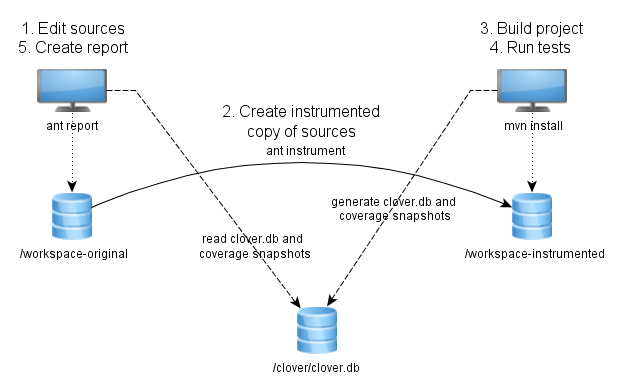 1. Edit sources
5. Create report
3. Build project
4. Run tests
ant report
2. Create instrumented
copy of sources
ant instrument
mvn install
generate clover.db and
coverage snapshots
read clover.db and
coverage snapshots
/workspace-original
/workspace-instrumented
/clover/clover.db